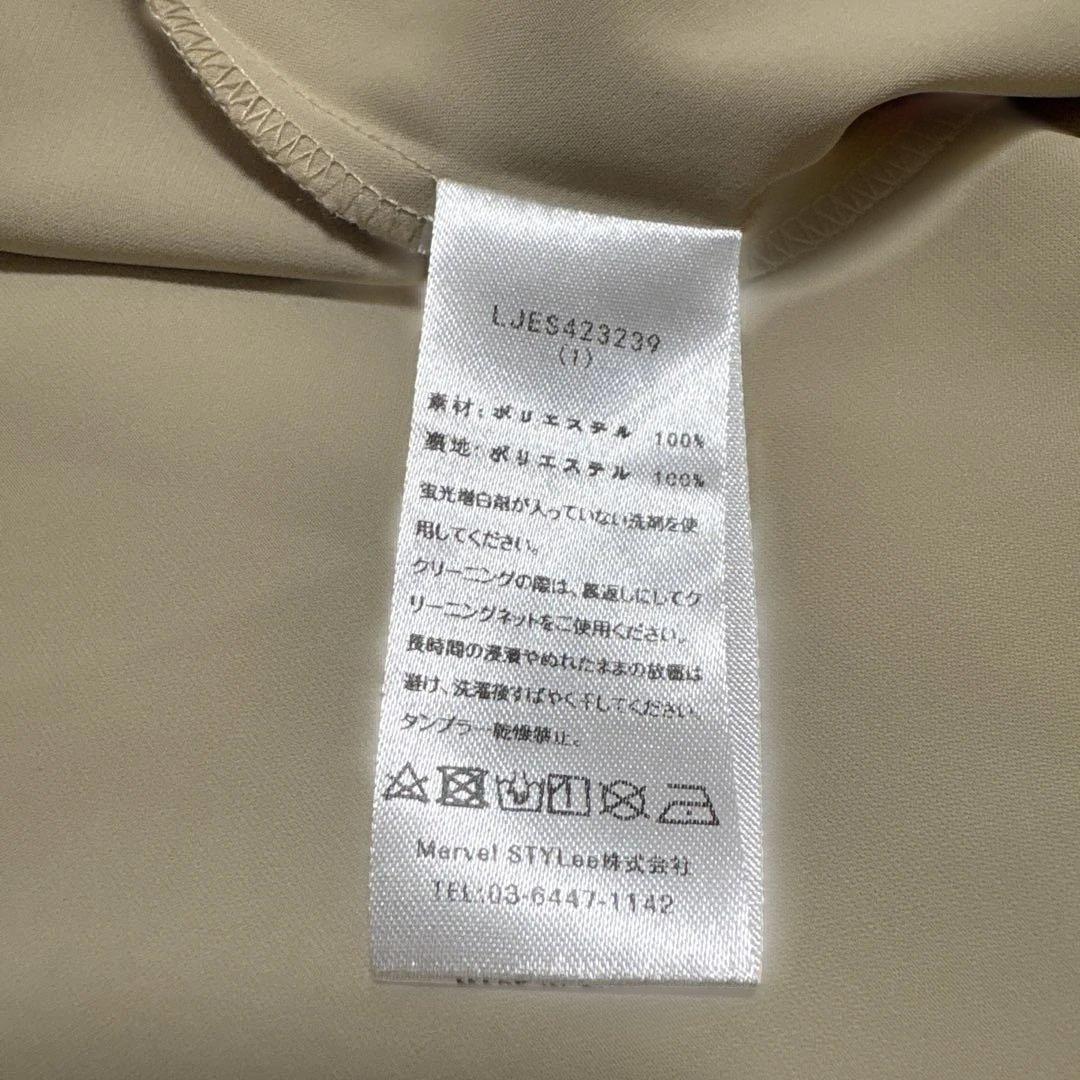 LJES423239
(1)
素材:ポリエステル 100%
裏地:ポリエステル 100%
蛍光増白剤が入っていない洗剤を使
用してください。
クリーニングの際は、裏返しにしてク
リーニングネットをご使用ください。
長時間の浸漬やぬれたままの放置は
避け、洗濯後すばやく干してください。
タンブラー乾燥禁止。
Marvel STYLee株式会社
TEL:03-6447-1142